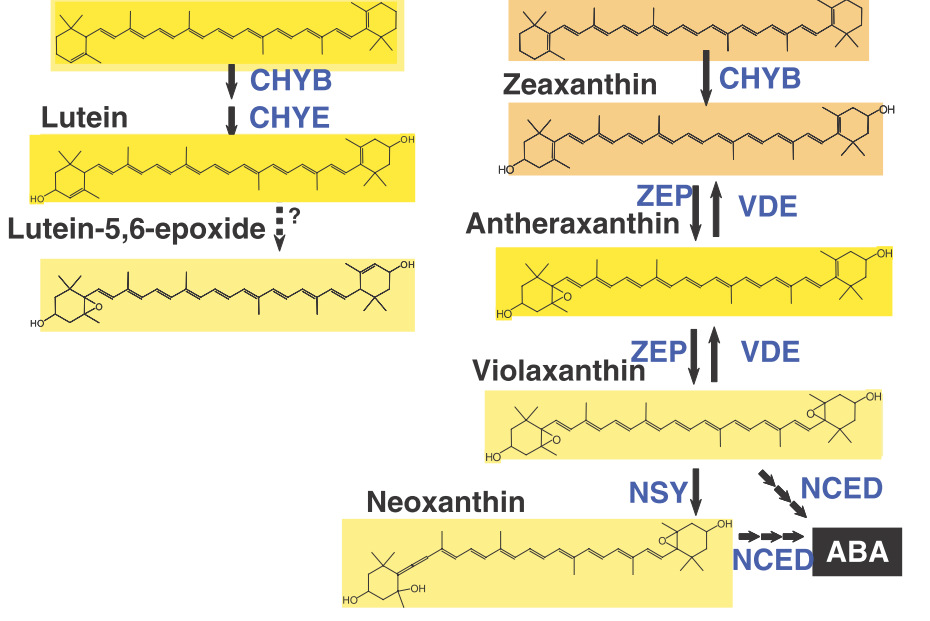 CHYB
CHYE
Lutein
OH
HO
Lutein-5,6-epoxide
?
OH
O
HO
Zeaxanthin
CHYB
OH
HO
ZEP
VDE
Antheraxanthin
OH
O
HO
ZEP
VDE
Violaxanthin
OH
O
O
HO
NSY
NCED
Neoxanthin
OH
O
NCED
ABA
OH
HO